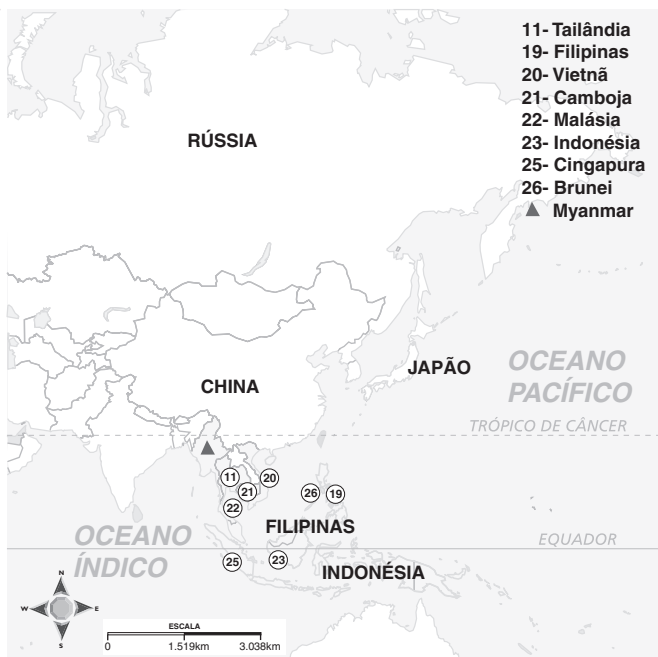 11- Tailândia
19- Filipinas
20- Vietnã
21- Camboja
22- Malásia
23- Indonésia
25- Cingapura
26- Brunei
Myanmar
RÚSSIA
JAPÃO
OCEANO
PACÍFICO
CHINA
TRÓPICO DE CÂNCER
11
20
21
26
19
22
FILIPINAS
OCEANO
ÍNDICO
EQUADOR
25
23
INDONÉSIA
N
W
E
S
ESCALA
0 1.519km 3.038km